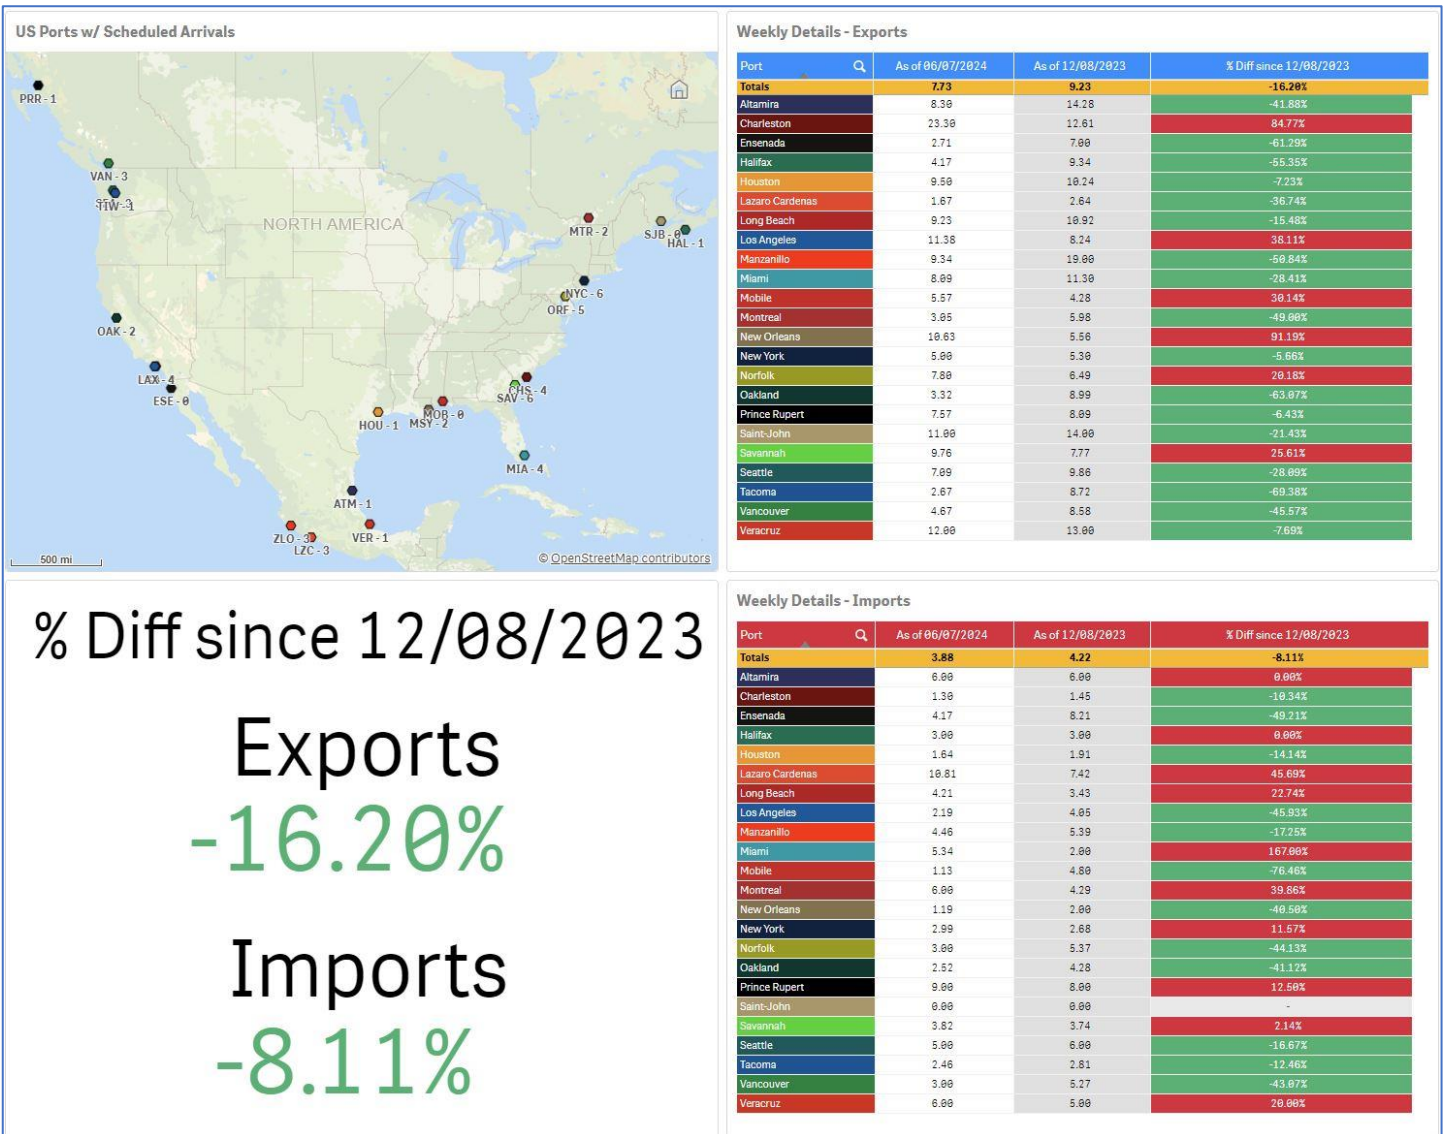 US Ports w/ Scheduled Arrivals
PRR - 1
VAN - 3
TIW - 1
NORTH AMERICA
MTR - 2
SJB - 0
HAL - 1
NYC - 6
ORF - 5
OAK - 2
LAX - 4
ESE - 0
CHS - 4
SAV - 6
MOB - 0
HOU - 1
MSY - 2
MIA - 4
ATM - 1
ZLO - 3
VER - 1
LZC - 3
500 mi
© OpenStreetMap contributors
Weekly Details - Exports
Port As of 06/07/2024 As of 12/08/2023 % Diff since 12/08/2023
Totals 7.73 9.23 -16.20%
Altamira 8.30 14.28 -41.88%
Charleston 23.30 12.61 84.77%
Ensenada 2.71 7.00 -61.29%
Halifax 4.17 9.34 -55.35%
Houston 9.50 10.24 -7.23%
Lazaro Cardenas 1.67 2.64 -36.74%
Long Beach 9.23 10.92 -15.48%
Los Angeles 11.38 8.24 38.11%
Manzanillo 9.34 19.00 -50.84%
Miami 8.09 11.30 -28.41%
Mobile 5.57 4.28 30.14%
Montreal 3.05 5.98 -49.00%
New Orleans 10.63 5.56 91.19%
New York 5.00 5.30 -5.66%
Norfolk 7.80 6.49 20.18%
Oakland 3.32 8.99 -63.07%
Prince Rupert 7.57 8.09 -6.43%
Saint-John 11.00 14.00 -21.43%
Savannah 9.76 7.77 25.61%
Seattle 7.09 9.86 -28.09%
Tacoma 2.67 8.72 -69.38%
Vancouver 4.67 8.58 -45.57%
Veracruz 12.00 13.00 -7.69%
% Diff since 12/08/2023
Exports
-16.20%
Imports
-8.11%
Weekly Details - Imports
Port As of 06/07/2024 As of 12/08/2023 % Diff since 12/08/2023
Totals 3.88 4.22 -8.11%
Altamira 6.00 6.00 0.00%
Charleston 1.30 1.45 -10.34%
Ensenada 4.17 8.21 -49.21%
Halifax 3.00 3.00 0.00%
Houston 1.64 1.91 -14.14%
Lazaro Cardenas 10.81 7.42 45.69%
Long Beach 4.21 3.43 22.74%
Los Angeles 2.19 4.05 -45.93%
Manzanillo 4.46 5.39 -17.25%
Miami 5.34 2.00 167.00%
Mobile 1.13 4.80 -76.46%
Montreal 6.00 4.29 39.86%
New Orleans 1.19 2.00 -40.50%
New York 2.99 2.68 11.57%
Norfolk 3.00 5.37 -44.13%
Oakland 2.52 4.28 -41.12%
Prince Rupert 9.00 8.00 12.50%
Saint-John 0.00 0.00 -
Savannah 3.82 3.74 2.14%
Seattle 5.00 6.00 -16.67%
Tacoma 2.46 2.81 -12.46%
Vancouver 3.00 5.27 -43.07%
Veracruz 6.00 5.00 20.00%